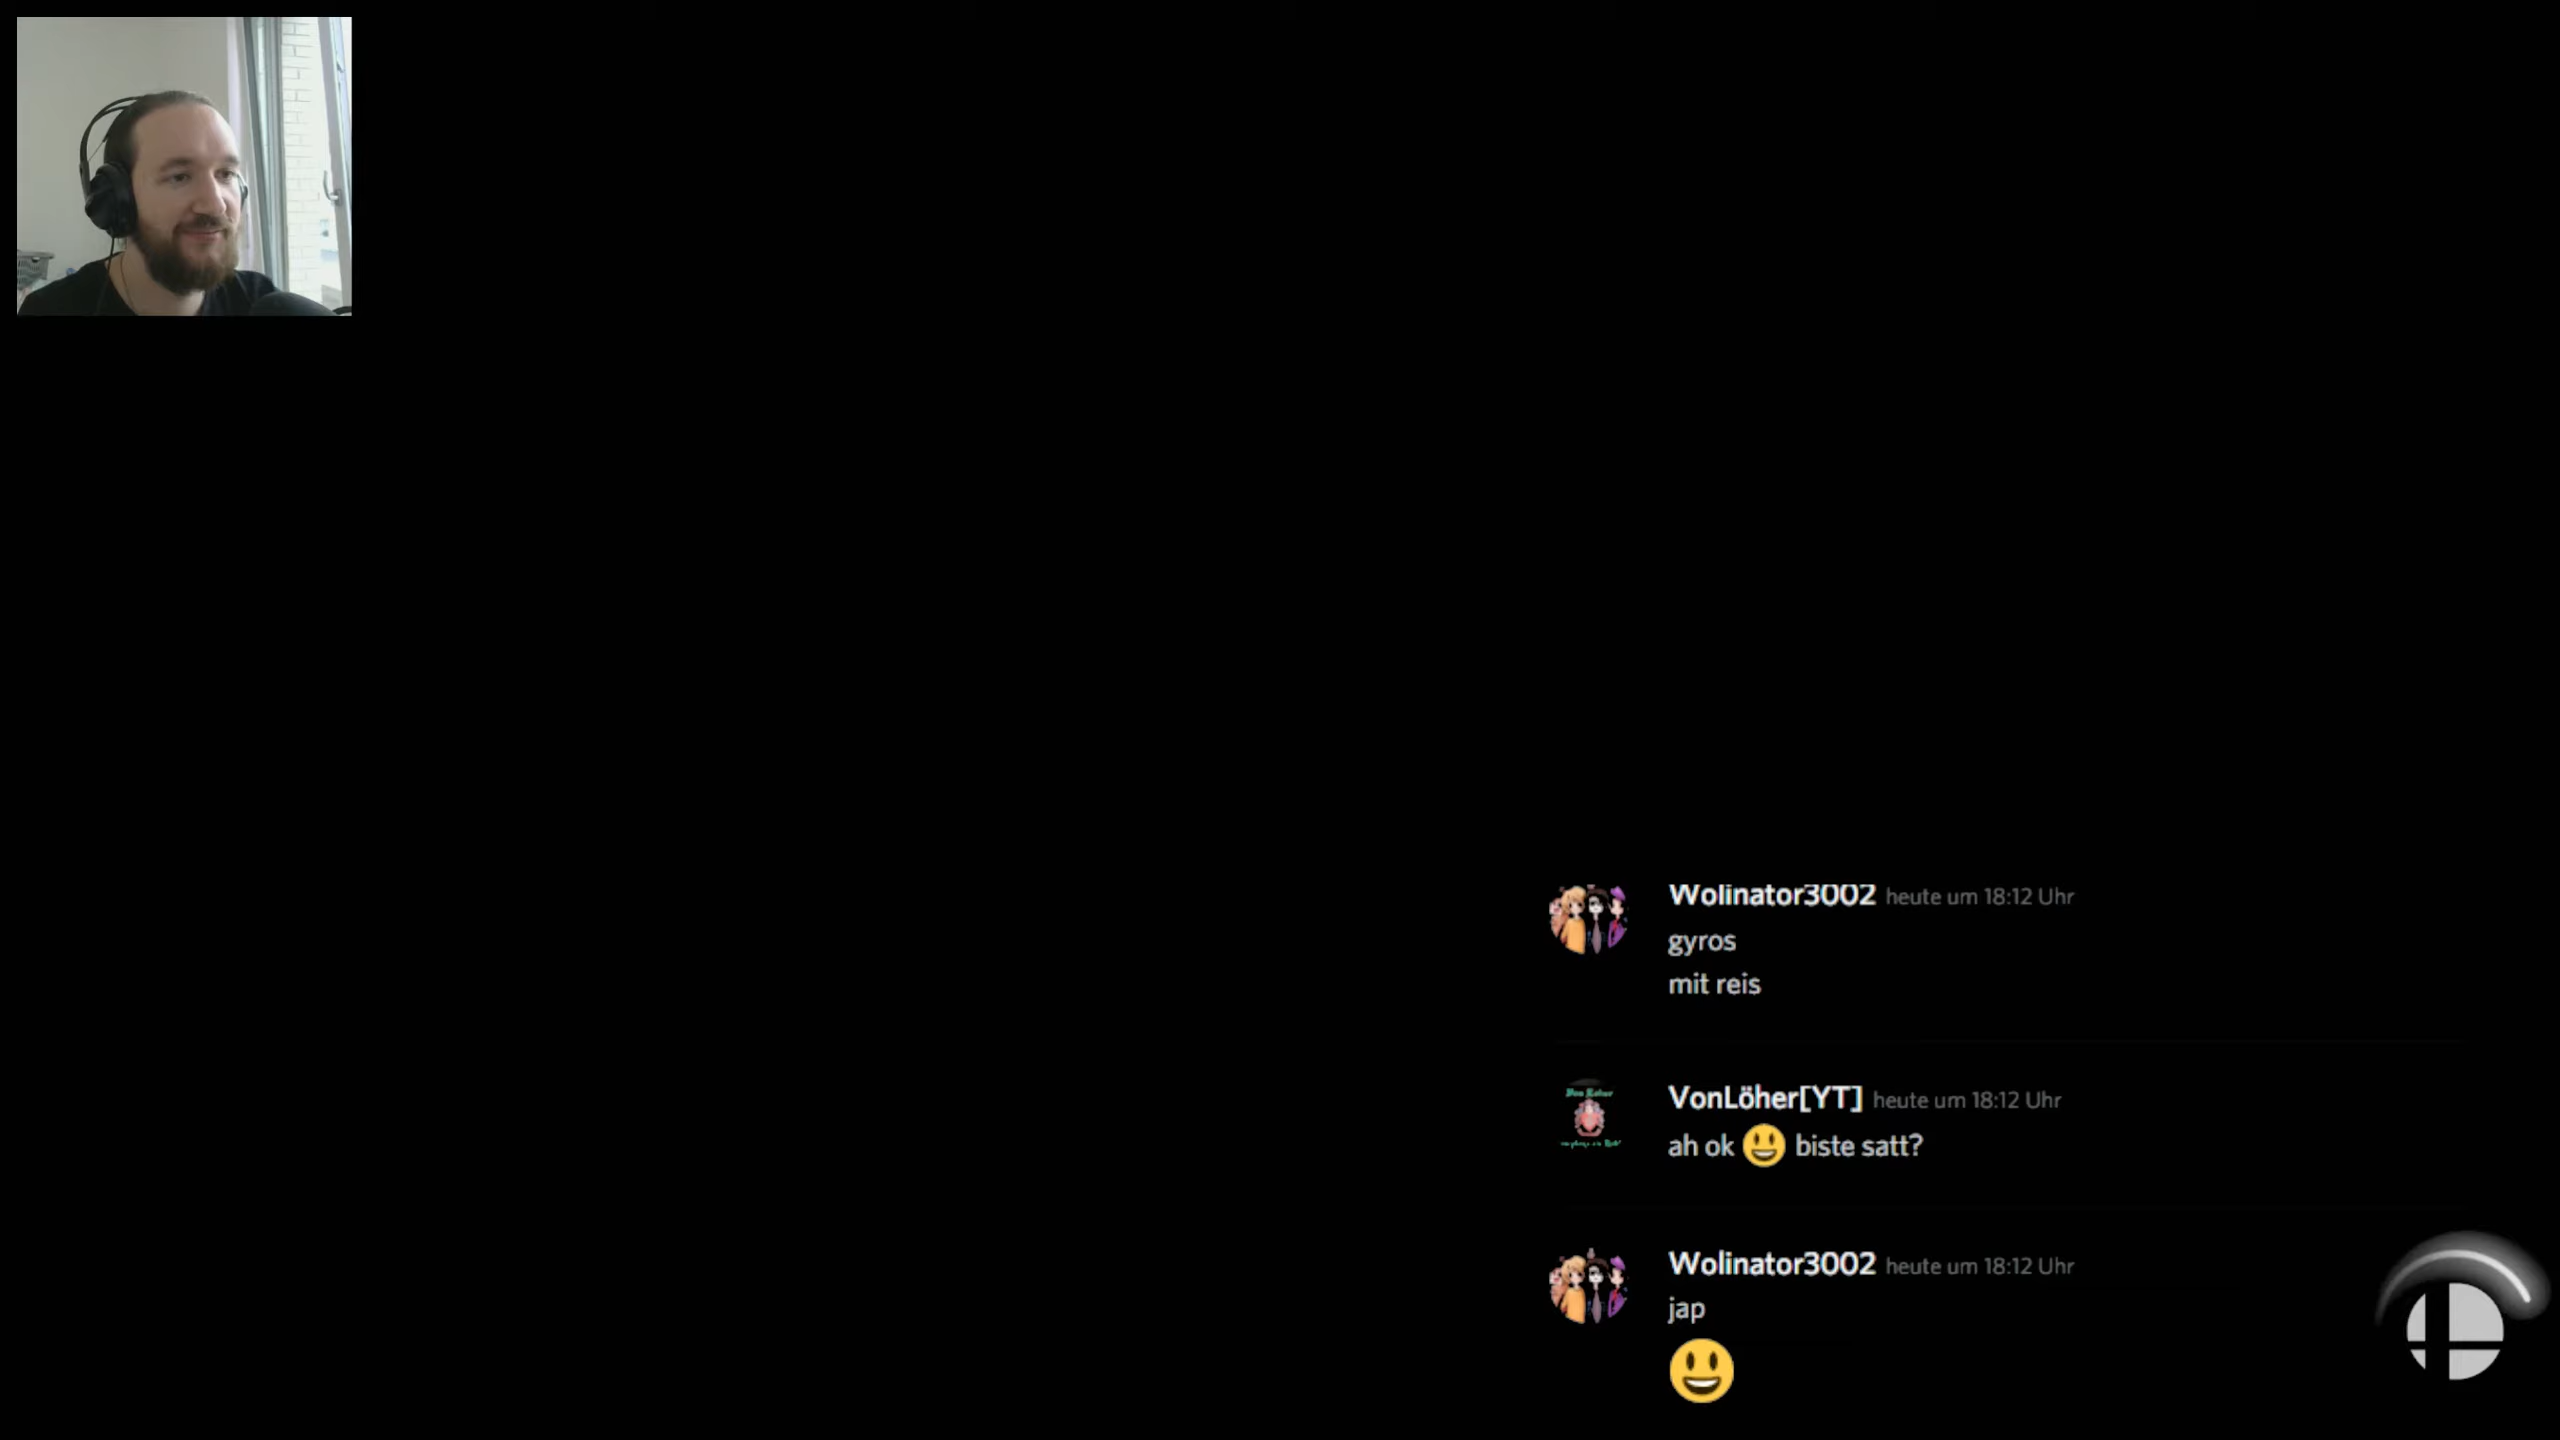 Wolinator3002 heute um 18:12 Uhr
gyros
mit reis
VonLöher[YT] heute um 18:12 Uhr
ah ok 😃 biste satt?
Wolinator3002 heute um 18:12 Uhr
jap
😃